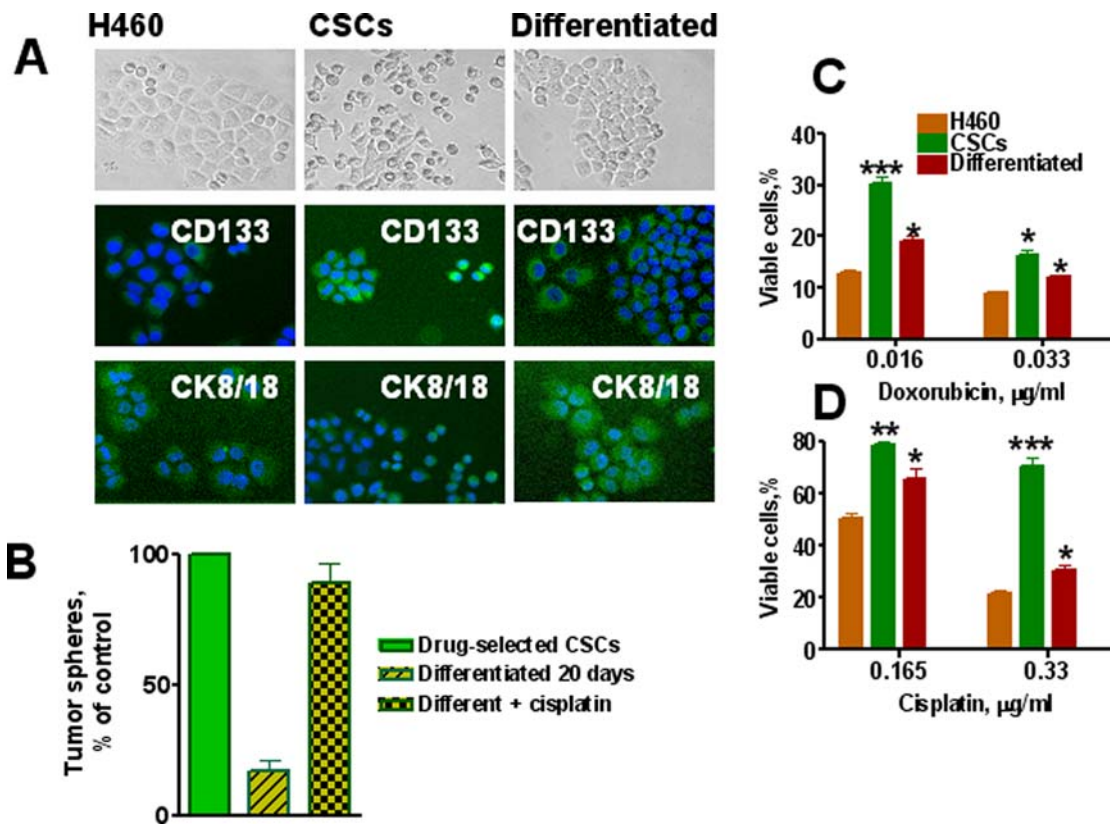 A
H460
CSCs
Differentiated
CD133
CD133
CD133
CK8/18
CK8/18
CK8/18
B
Tumor spheres,
% of control
100
50
0
Drug-selected CSCs
Differentiated 20 days
Different + cisplatin
C
H460
CSCs
Differentiated
Viable cells,%
40
30
20
10
0
***
*
*
*
0.016
0.033
Doxorubicin, µg/ml
D
Viable cells,%
80
60
40
20
0
**
*
***
*
0.165
0.33
Cisplatin, µg/ml